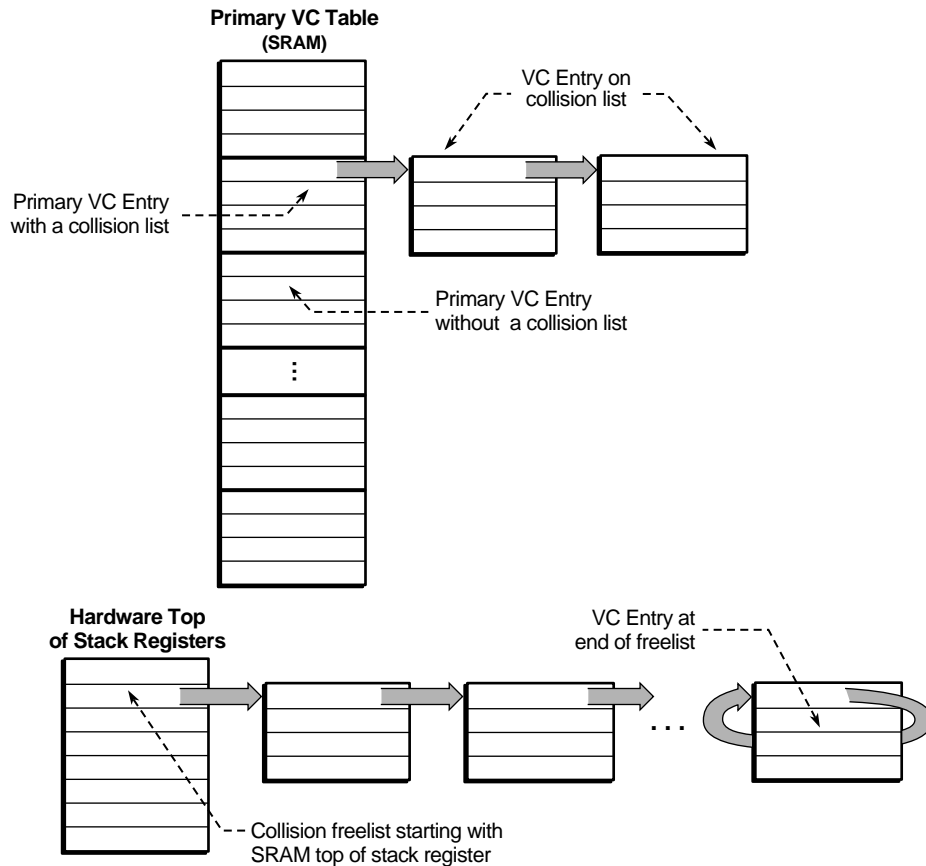 Primary VC Table
(SRAM)
VC Entry on
collision list
Primary VC Entry
with a collision list
Primary VC Entry
without a collision list
...
Hardware Top
of Stack Registers
VC Entry at
end of freelist
...
Collision freelist starting with
SRAM top of stack register